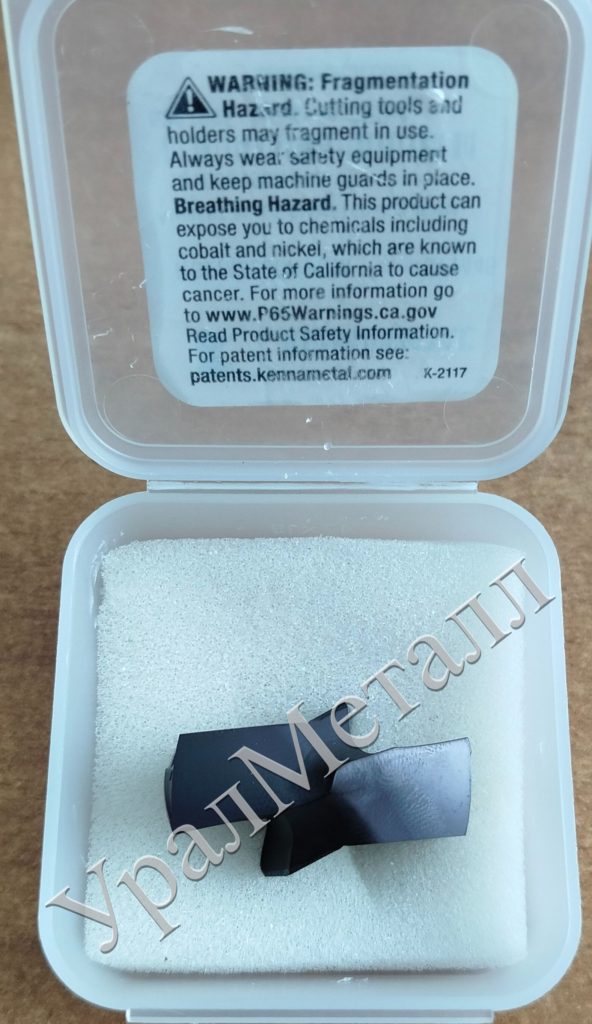 WARNING: Fragmentation
Hazard. Cutting tools and
holders may fragment in use.
Always wear safety equipment
and keep machine guards in place.
Breathing Hazard. This product can
expose you to chemicals including
cobalt and nickel, which are known
to the State of California to cause
cancer. For more information go
to www.P65Warnings.ca.gov
Read Product Safety Information.
For patent information see:
patents.kennametal.com K-2117
УралМеталл